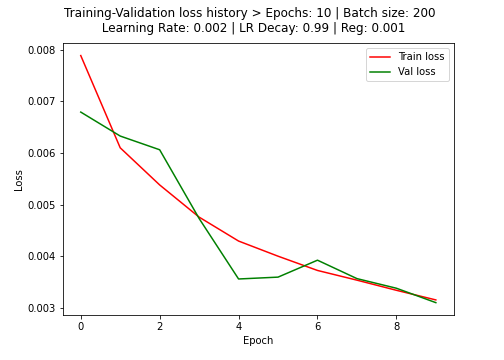 Training-Validation loss history > Epochs: 10 | Batch size: 200
Learning Rate: 0.002 | LR Decay: 0.99 | Reg: 0.001
Train loss
Val loss
0.008
0.007
0.006
0.005
0.004
0.003
Loss
0 2 4 6 8
Epoch